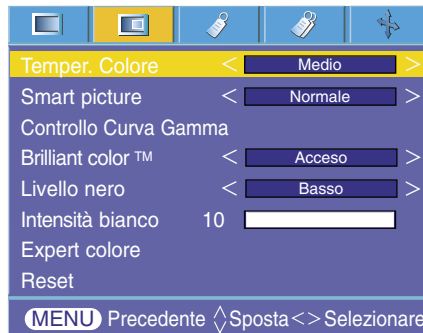 Temper. Colore < Medio >
Smart picture < Normale >
Controllo Curva Gamma
Brilliant color ™ < Acceso >
Livello nero < Basso >
Intensità bianco 10
Expert colore
Reset
MENU Precedente Sposta <> Selezionare